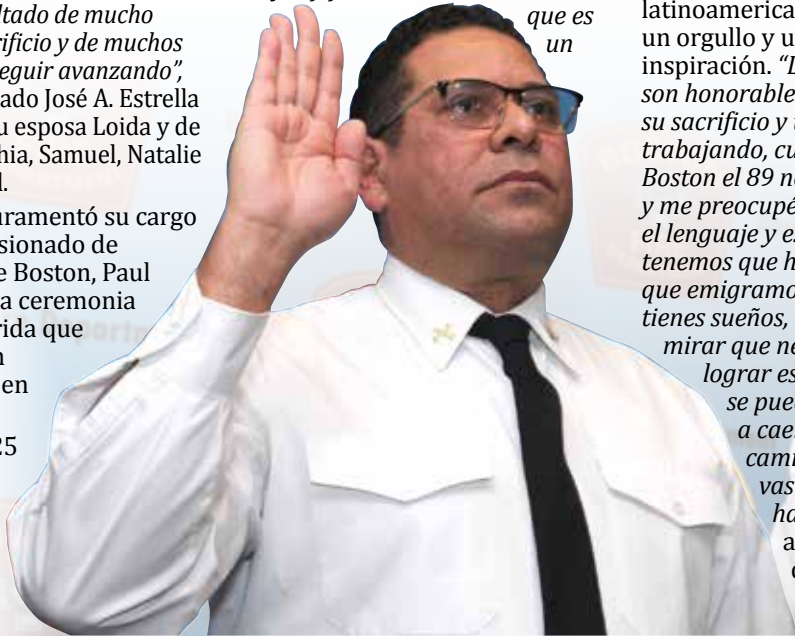 ltado de mucho
rificio y de muchos
eguir avanzando",
ado José A. Estrella
u esposa Loida y de
hia, Samuel, Natalie
l.
uramentó su cargo
sionado de
e Boston, Paul
a ceremonia
rida que
en
25
que es
un
latinoamerica
un orgullo y u
inspiración. "L
son honorable
su sacrificio y
trabajando, cu
Boston el 89 n
y me preocupé
el lenguaje y e
tenemos que h
que emigramo
tienes sueños,
mirar que ne
lograr es
se pue
a cae
cami
vas
ha
a